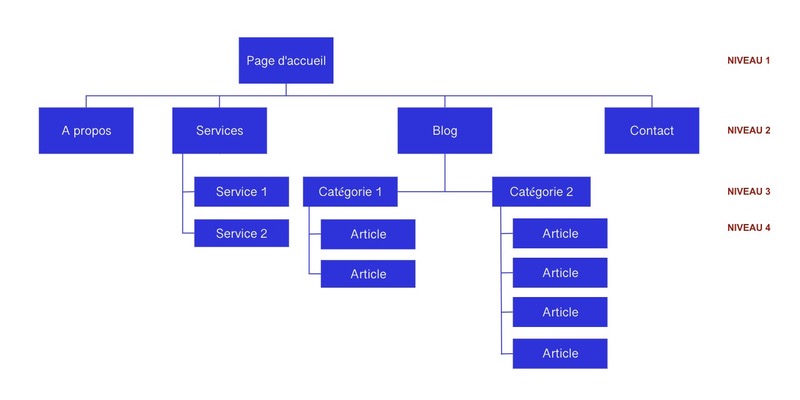 Page d'accueil
NIVEAU 1
A propos
Services
Blog
Contact
NIVEAU 2
Service 1
Catégorie 1
Catégorie 2
NIVEAU 3
Service 2
Article
Article
NIVEAU 4
Article
Article
Article
Article